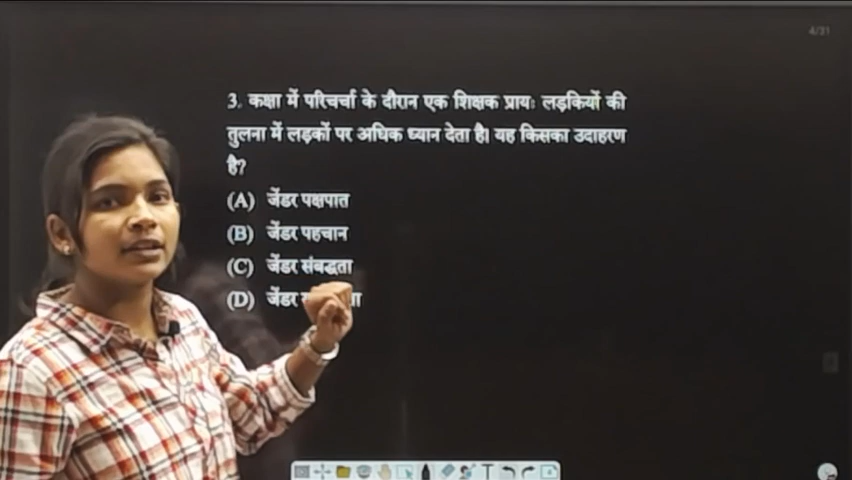 4/31
3. कक्षा में परिचर्चा के दौरान एक शिक्षक प्रायः लड़कियों की
तुलना में लड़कों पर अधिक ध्यान देता है। यह किसका उदाहरण
है?
(A) जेंडर पक्षपात
(B) जेंडर पहचान
(C) जेंडर संबद्धता
(D) जेंडर